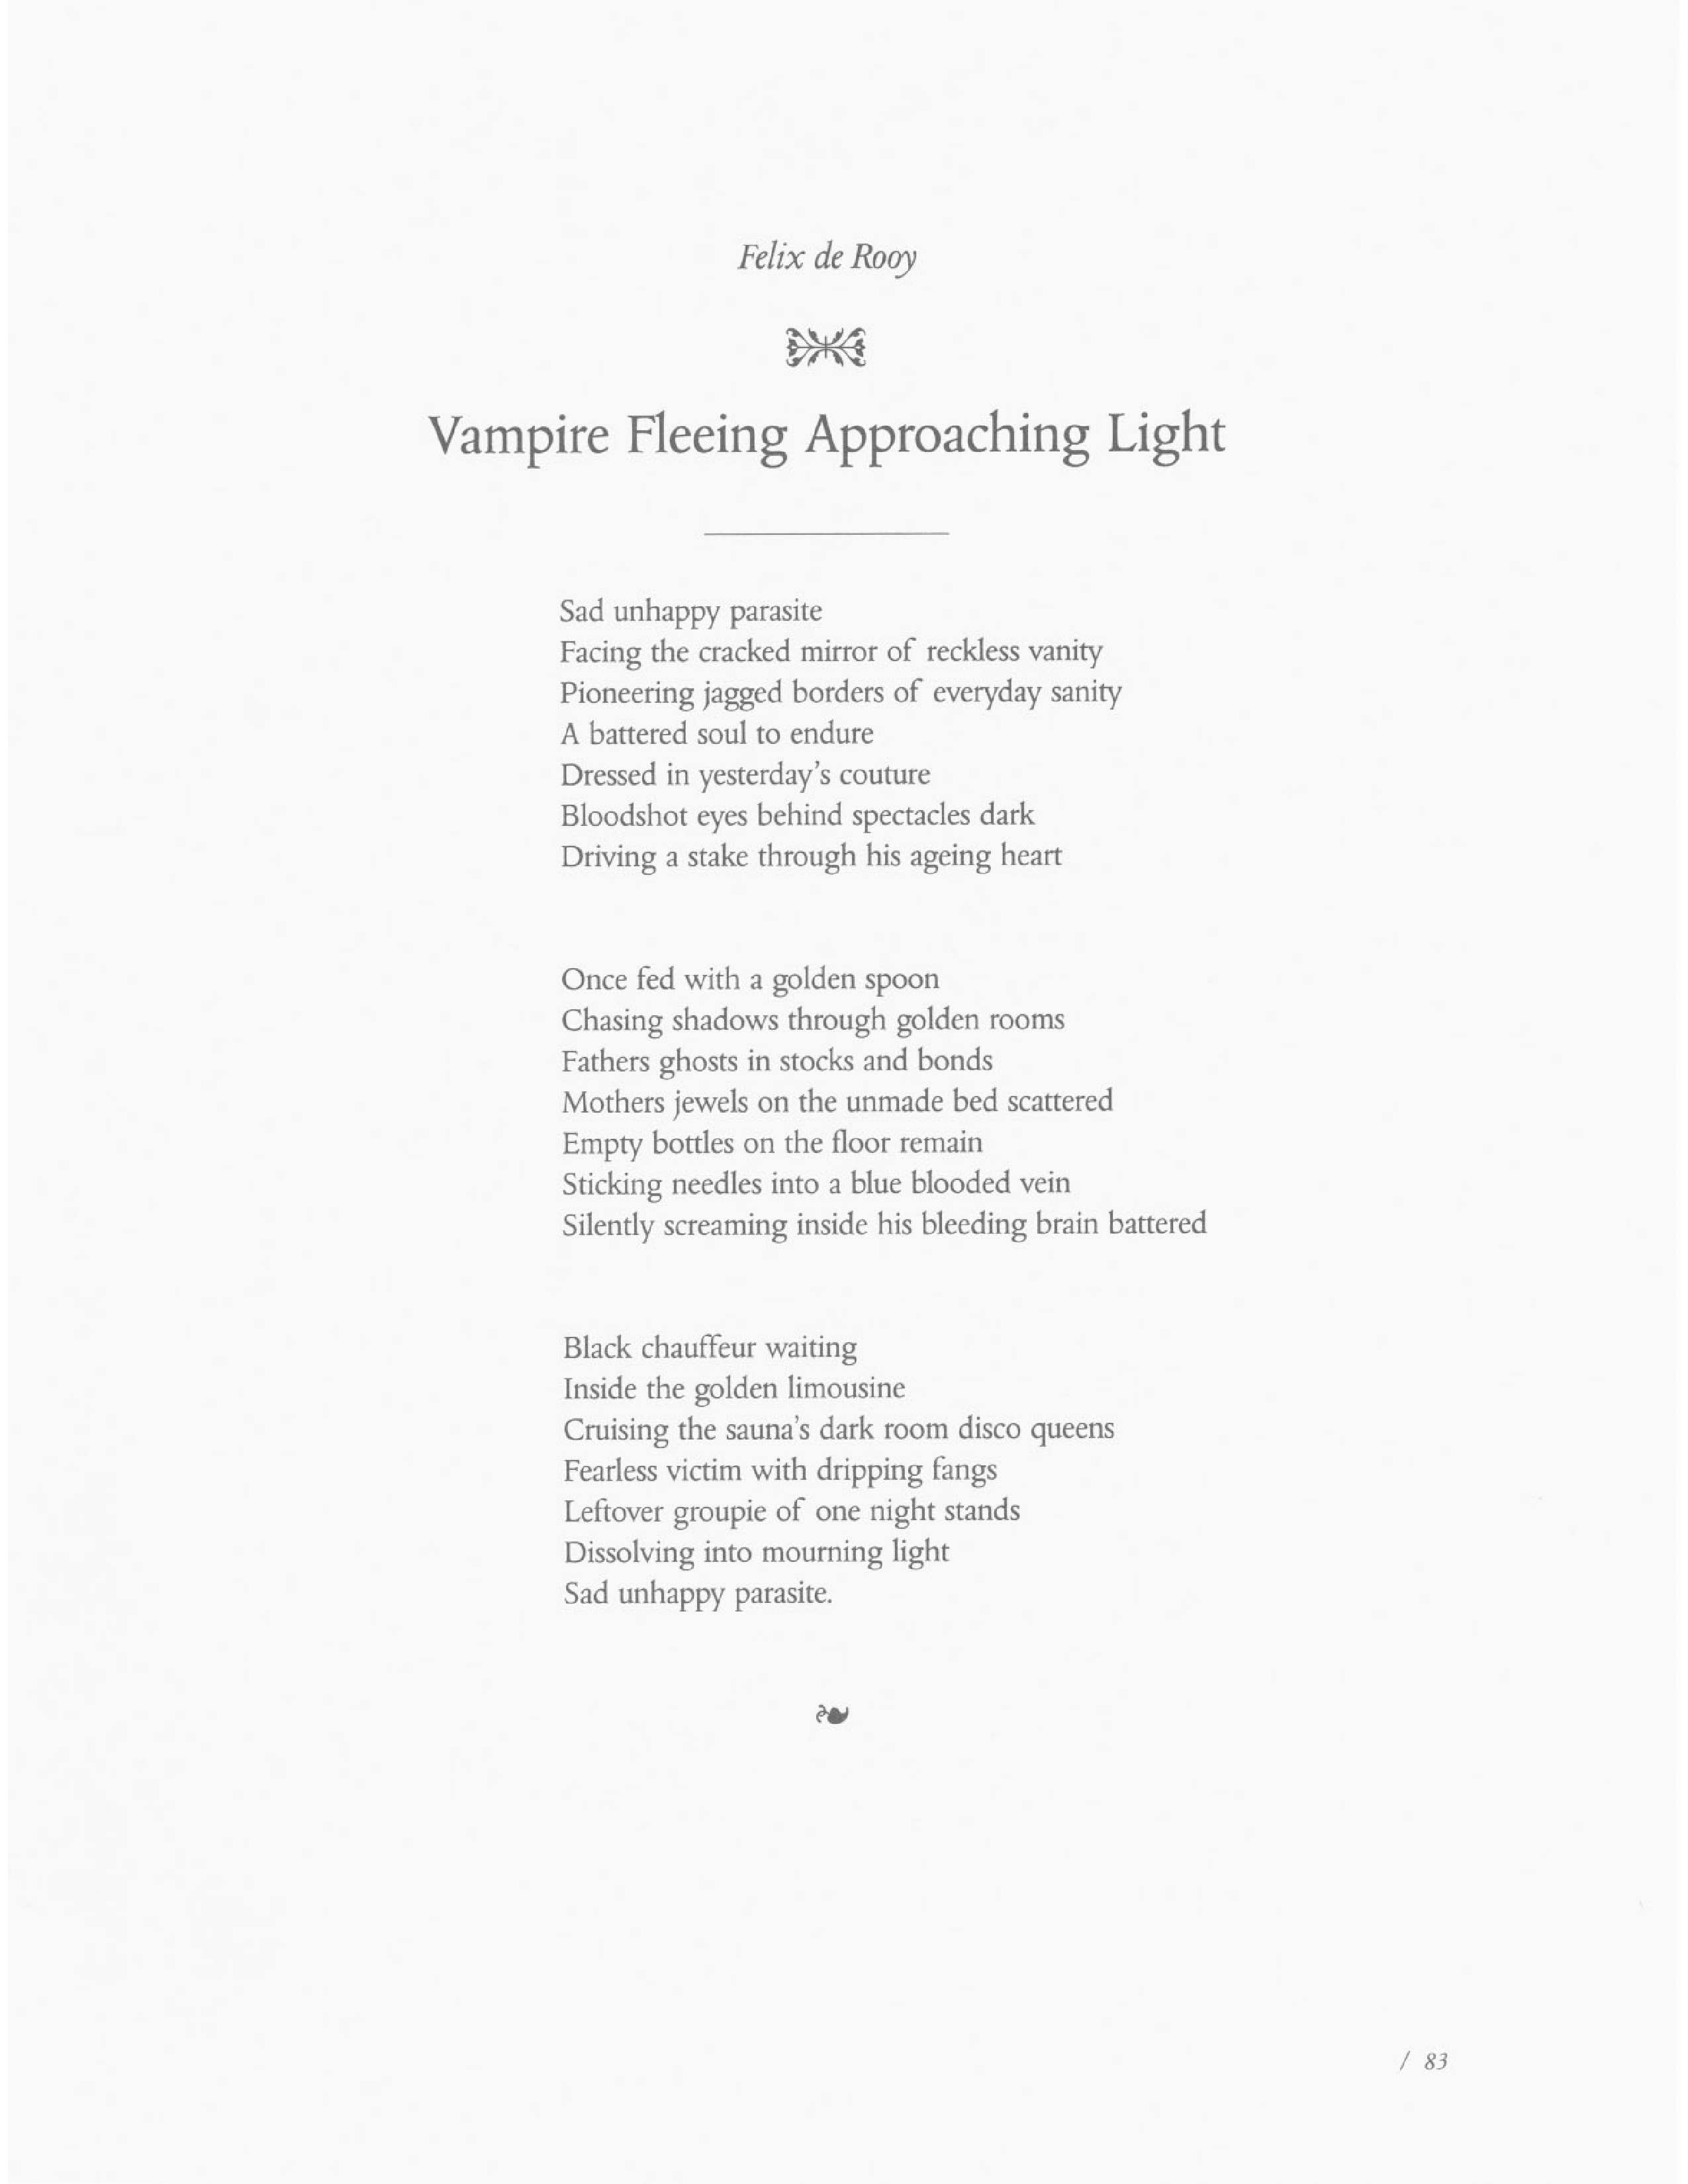 Felix de Rooy
Vampire Fleeing Approaching Light
Sad unhappy parasite
Facing the cracked mirror of reckless vanity
Pioneering jagged borders of everyday sanity
A battered soul to endure
Dressed in yesterday's couture
Bloodshot eyes behind spectacles dark
Driving a stake through his ageing heart
Once fed with a golden spoon
Chasing shadows through golden rooms
Fathers ghosts in stocks and bonds
Mothers jewels on the unmade bed scattered
Empty bottles on the floor remain
Sticking needles into a blue blooded vein
Silently screaming inside his bleeding brain battered
Black chauffeur waiting
Inside the golden limousine
Cruising the sauna's dark room disco queens
Fearless victim with dripping fangs
Leftover groupie of one night stands
Dissolving into mourning light
Sad unhappy parasite.
/ 83